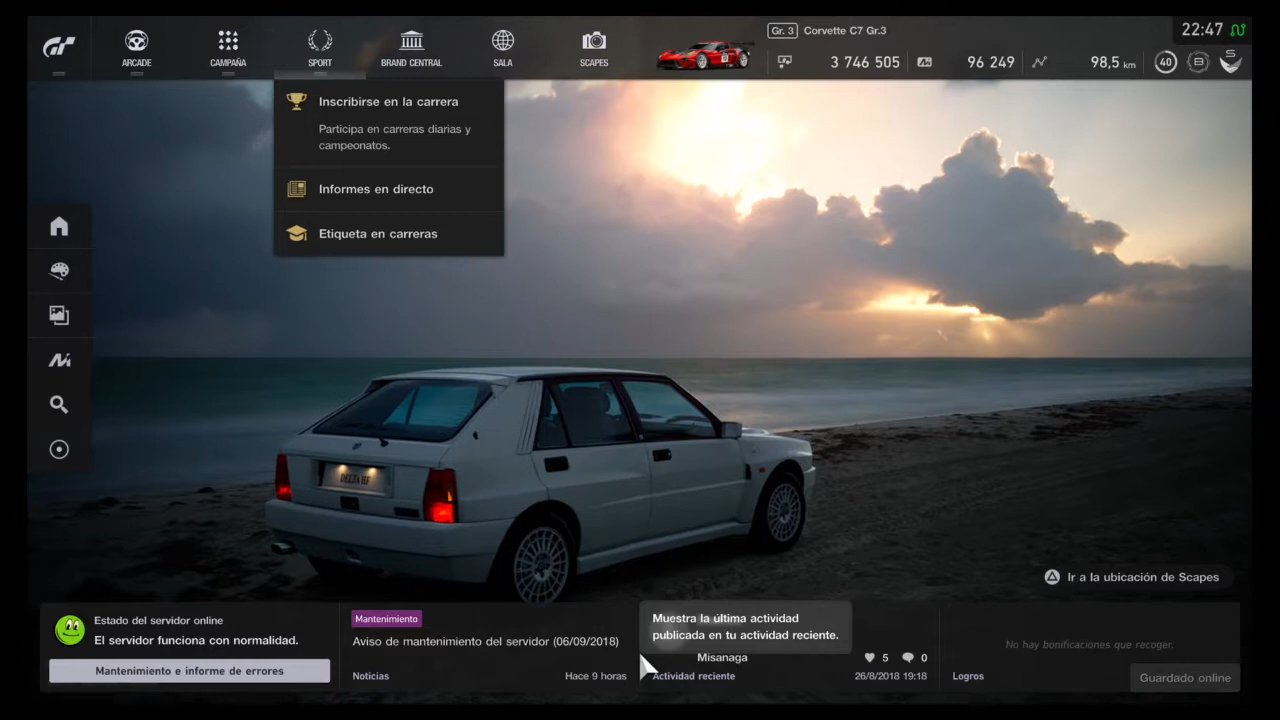 Gr. 3 Corvette C7 Gr.3
22:47
ARCADE
CAMPAÑA
SPORT
BRAND CENTRAL
SALA
SCAPES
3 746 505
96 249
98,5 km
40
B
S
Inscribirse en la carrera
Participa en carreras diarias y
campeonatos.
Informes en directo
Etiqueta en carreras
DELTA HF
Ir a la ubicación de Scapes
Estado del servidor online
El servidor funciona con normalidad.
Mantenimiento e informe de errores
Mantenimiento
Aviso de mantenimiento del servidor (06/09/2018)
Noticias
Hace 9 horas
Muestra la última actividad
publicada en tu actividad reciente.
Misanaga
5
0
Actividad reciente
26/8/2018 19:18
No hay bonificaciones que recoger.
Logros
Guardado online